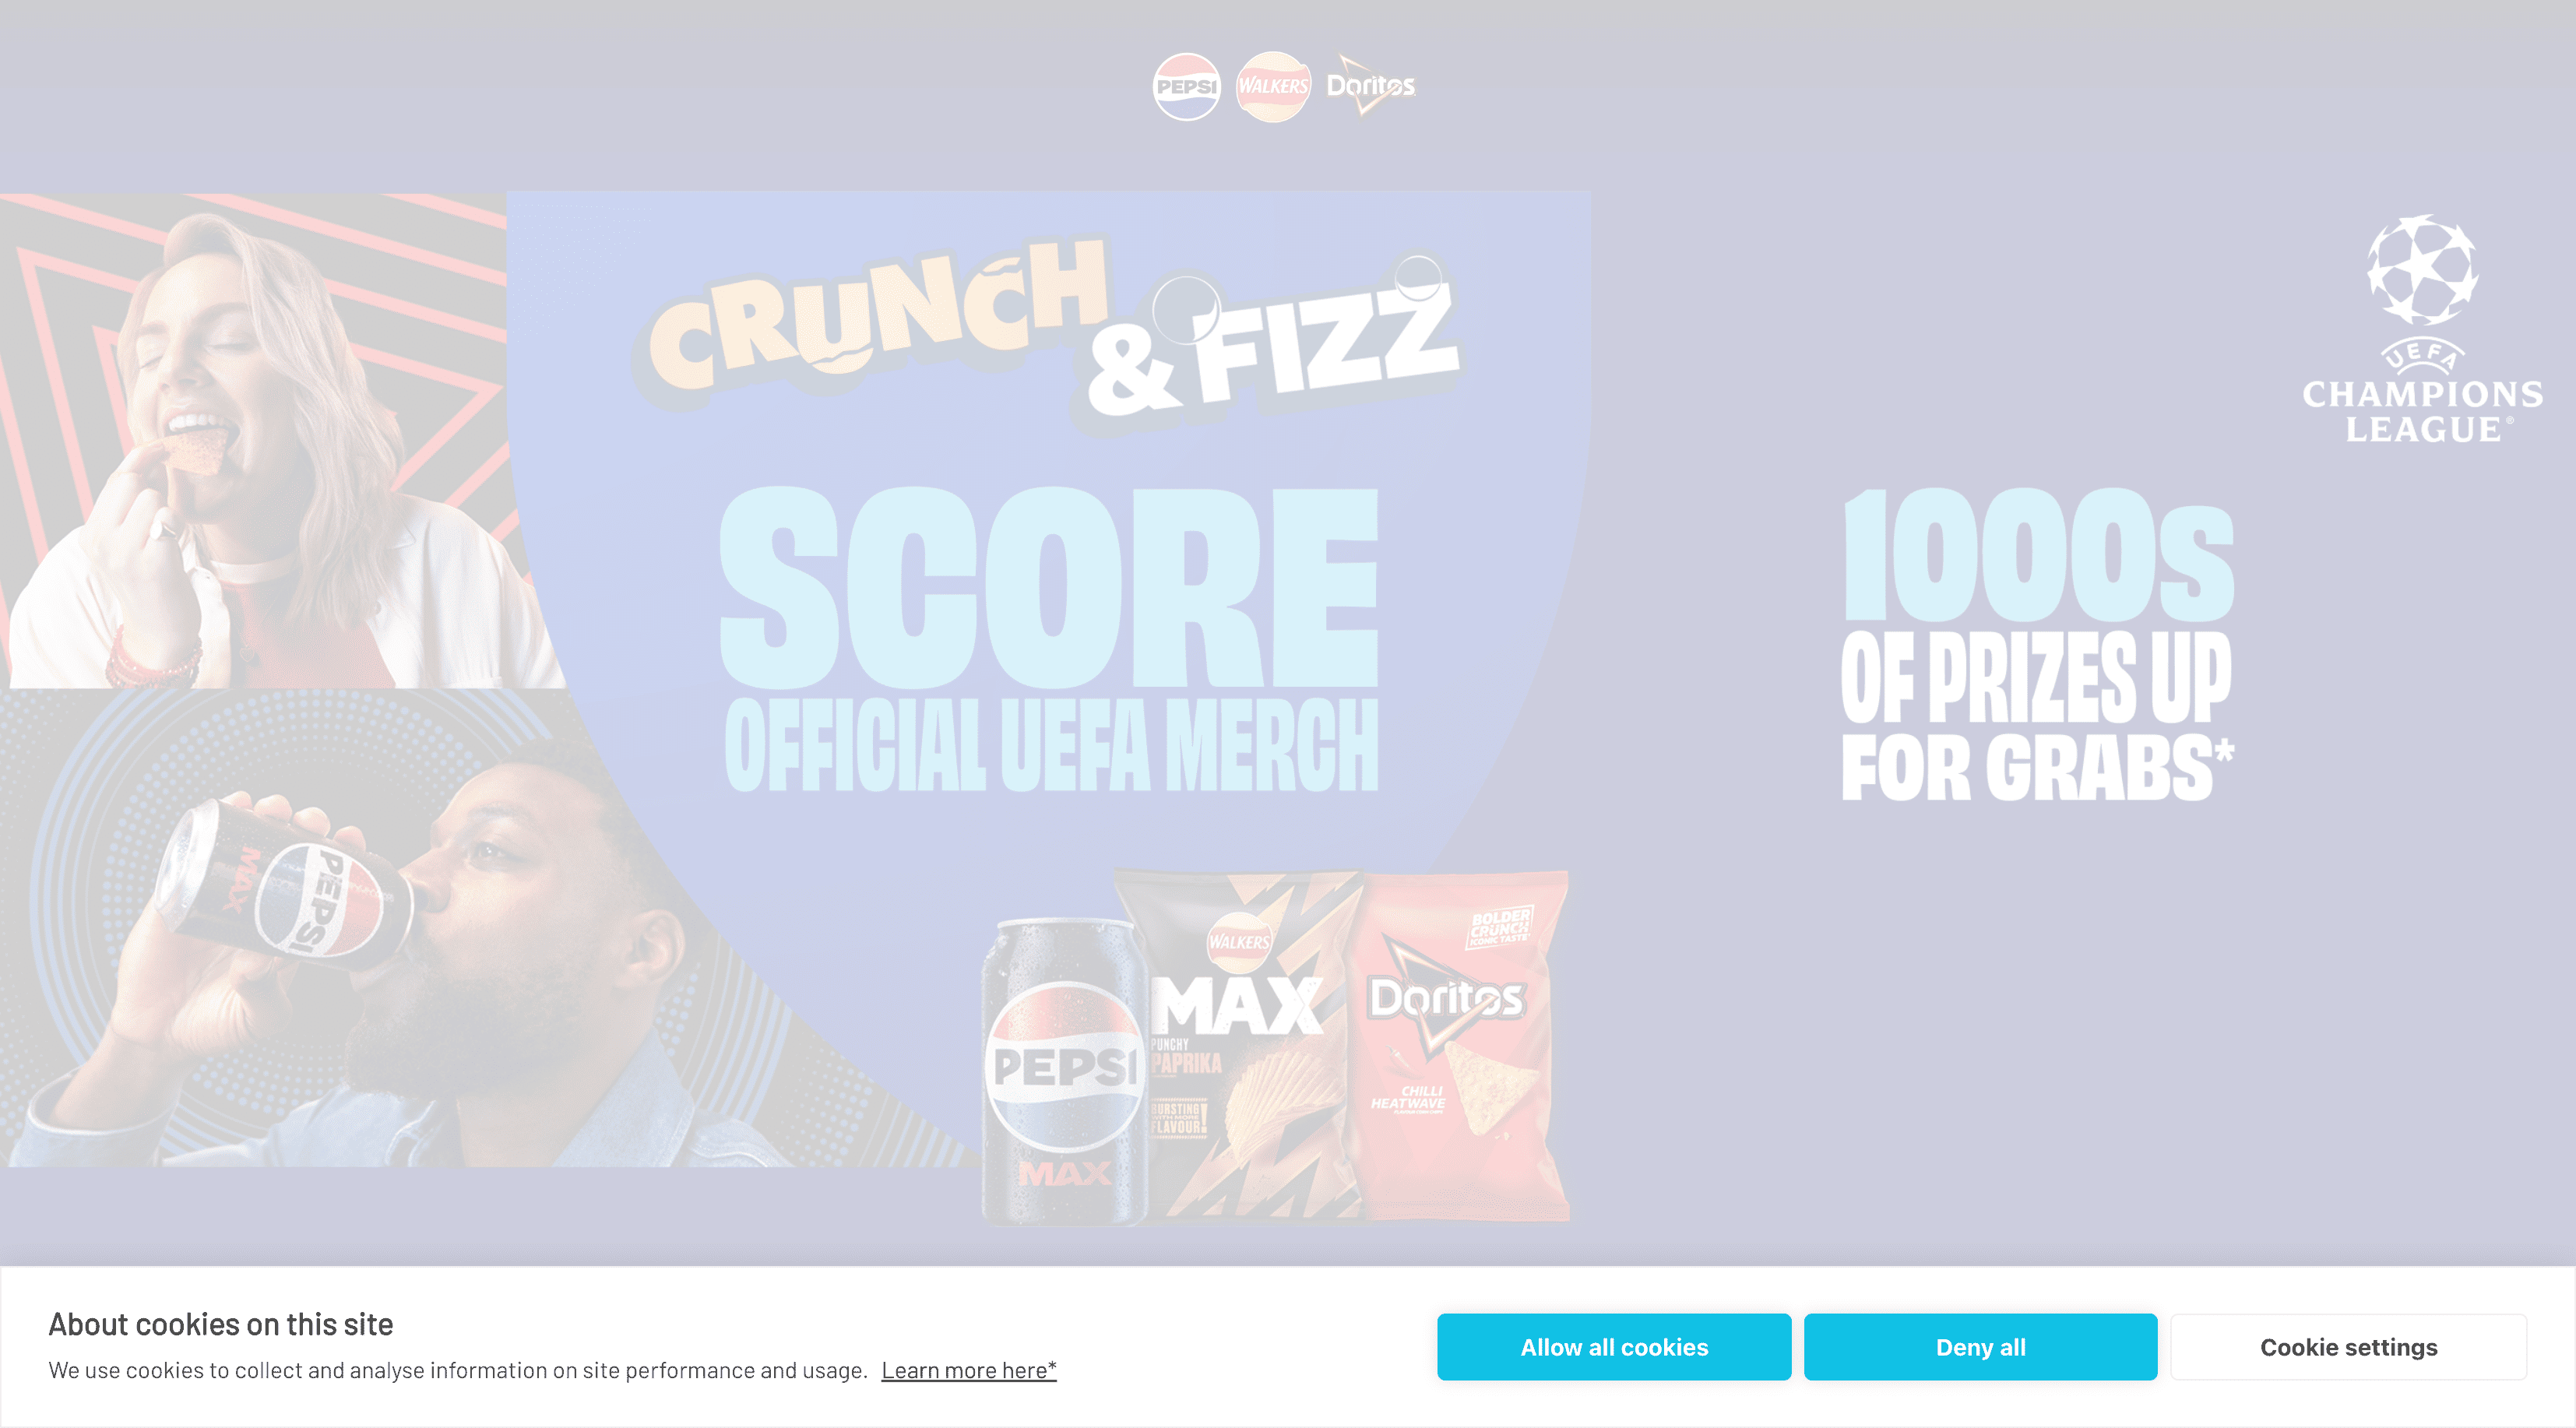 PEPSI WALKERS Doritos
CRUNCH
& FIZZ
UEFA
CHAMPIONS
LEAGUE®
SCORE
OFFICIAL UEFA MERCH
1000s
OF PRIZES UP
FOR GRABS*
PEPSI
MAX
PEPSI
MAX
WALKERS
MAX
PUNCHY
PAPRIKA
BURSTING
WITH MORE
FLAVOUR!
BOLDER
CRUNCH
ICONIC TASTE
Doritos
CHILLI
HEATWAVE
About cookies on this site
We use cookies to collect and analyse information on site performance and usage. Learn more here*
Allow all cookies
Deny all
Cookie settings